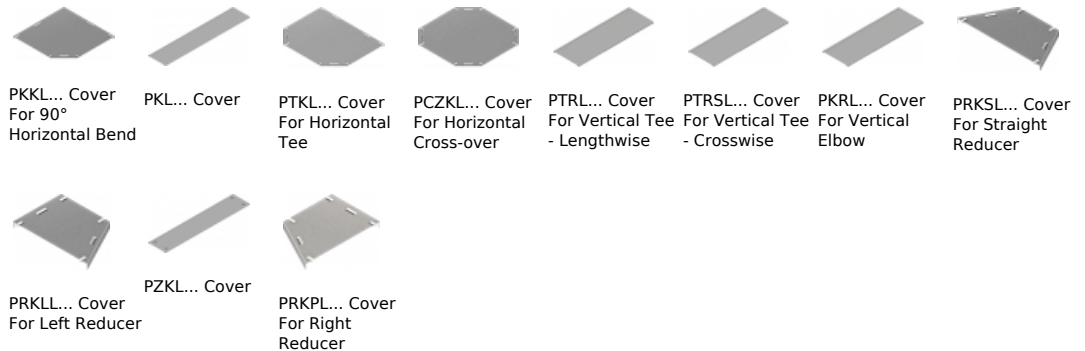 PKKL... Cover
For 90°
Horizontal Bend
PKL... Cover
PTKL... Cover
For Horizontal
Tee
PCZKL... Cover
For Horizontal
Cross-over
PTRL... Cover
For Vertical Tee
- Lengthwise
PTRSL... Cover
For Vertical Tee
- Crosswise
PKRL... Cover
For Vertical
Elbow
PRKSL... Cover
For Straight
Reducer
PRKLL... Cover
For Left Reducer
PZKL... Cover
PRKPL... Cover
For Right
Reducer